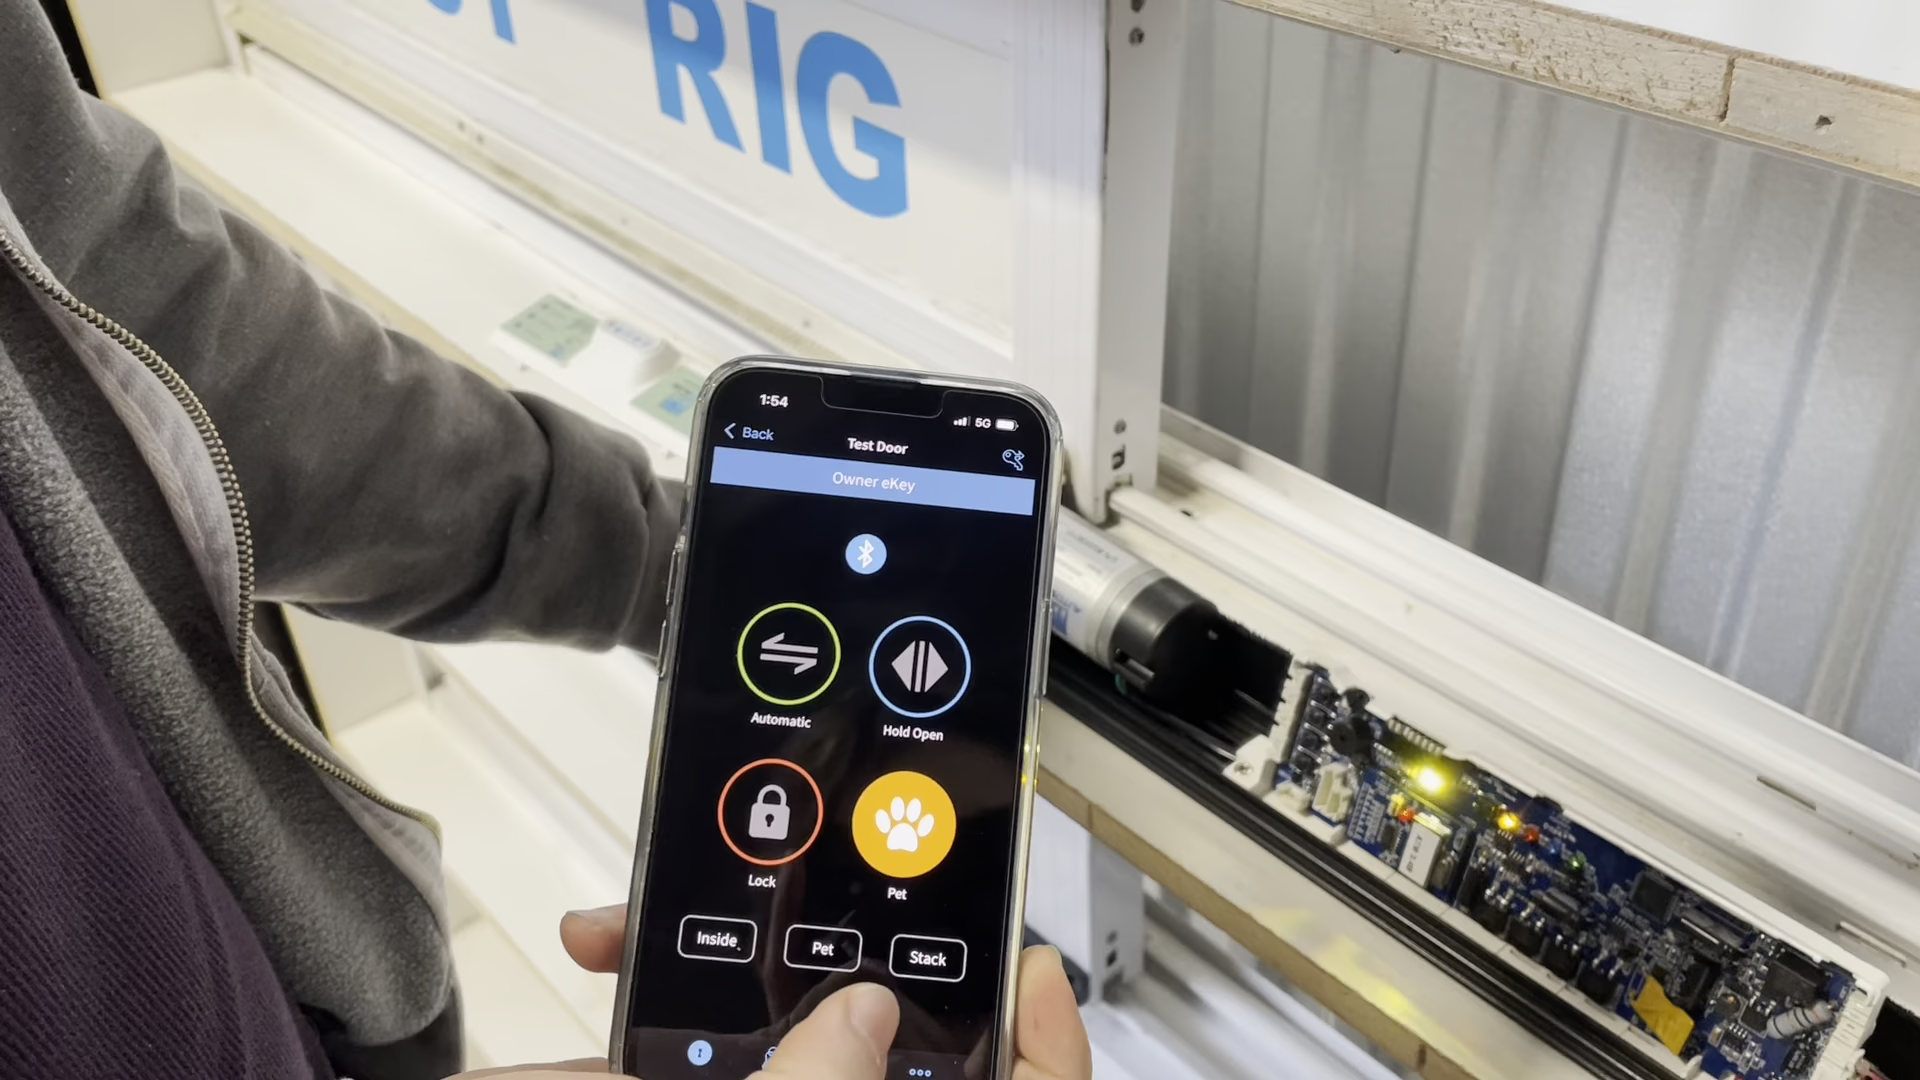 RIG
1:54
5G
Back
Test Door
Owner eKey
Automatic
Hold Open
Lock
Pet
Inside
Pet
Stack